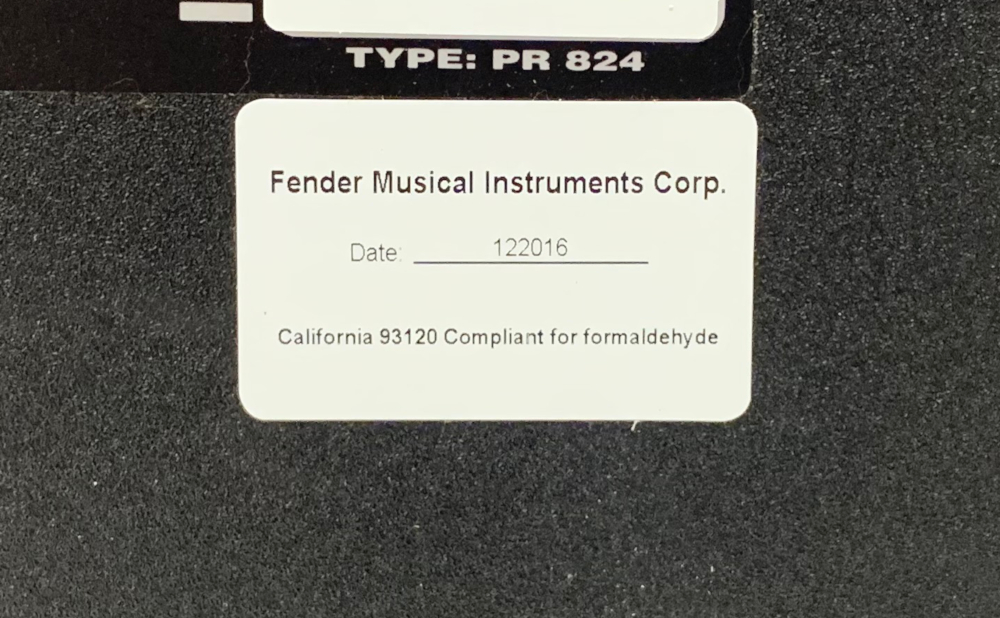 TYPE: PR 824
Fender Musical Instruments Corp.
Date: 122016
California 93120 Compliant for formaldehyde